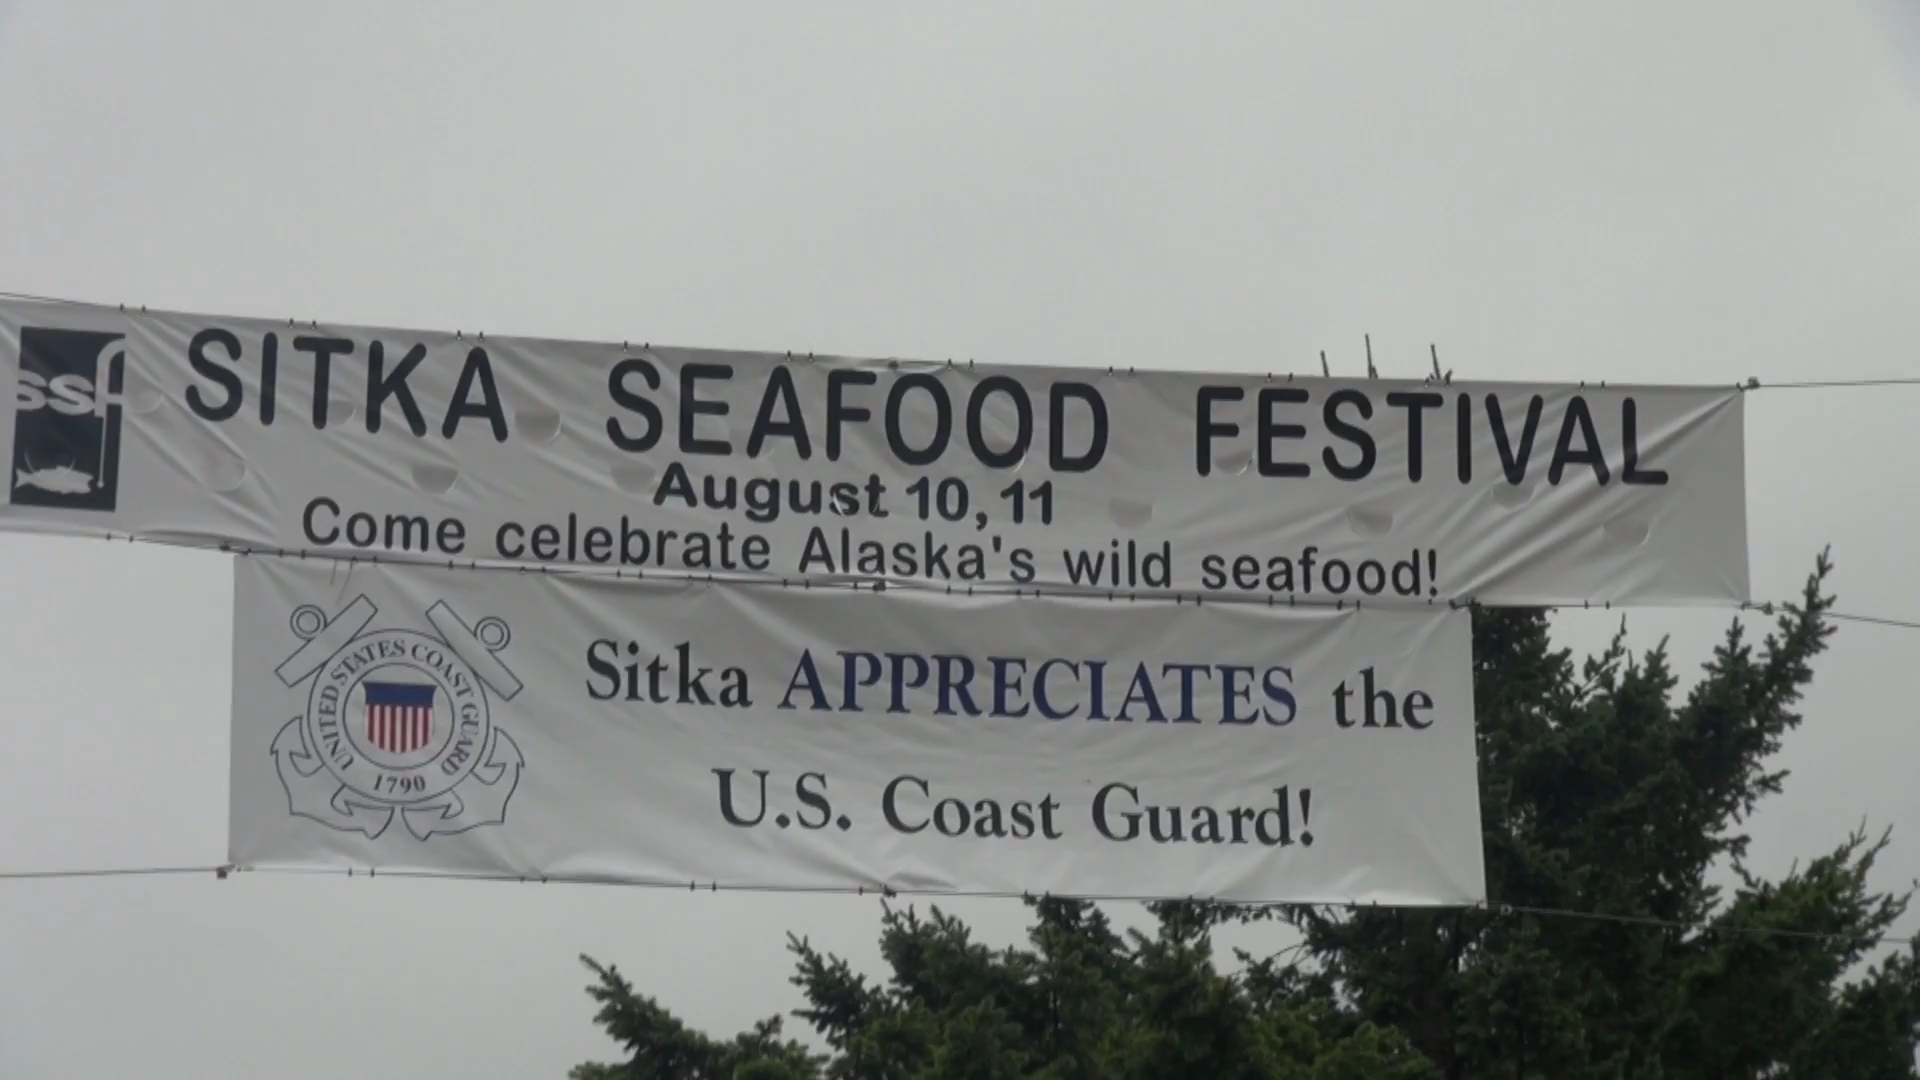 ssf
SITKA SEAFOOD FESTIVAL
August 10, 11
Come celebrate Alaska's wild seafood!
UNITED STATES COAST GUARD
1790
Sitka APPRECIATES the
U.S. Coast Guard!